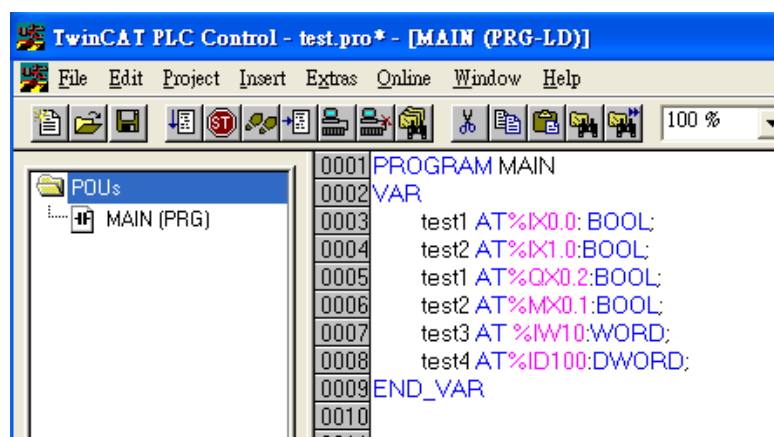 TwinCAT PLC Control - test.pro* - [MAIN (PRG-LD)]
File Edit Project Insert Extras Online Window Help
ST
100 %
POUs
MAIN (PRG)
0001 PROGRAM MAIN
0002 VAR
0003 test1 AT%IX0.0: BOOL;
0004 test2 AT%IX1.0:BOOL;
0005 test1 AT%QX0.2:BOOL;
0006 test2 AT%MX0.1:BOOL;
0007 test3 AT %IW10:WORD;
0008 test4 AT%ID100:DWORD;
0009 END_VAR
0010